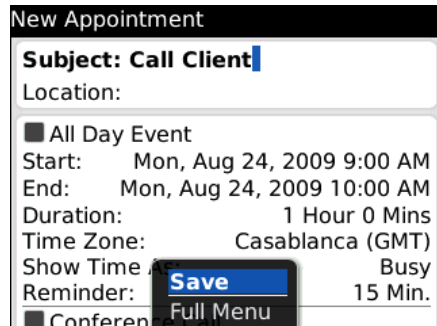 New Appointment
Subject: Call Client
Location:
All Day Event
Start: Mon, Aug 24, 2009 9:00 AM
End: Mon, Aug 24, 2009 10:00 AM
Duration: 1 Hour 0 Mins
Time Zone: Casablanca (GMT)
Show Time As: Busy
Reminder: 15 Min.
Conference Call
Save
Full Menu